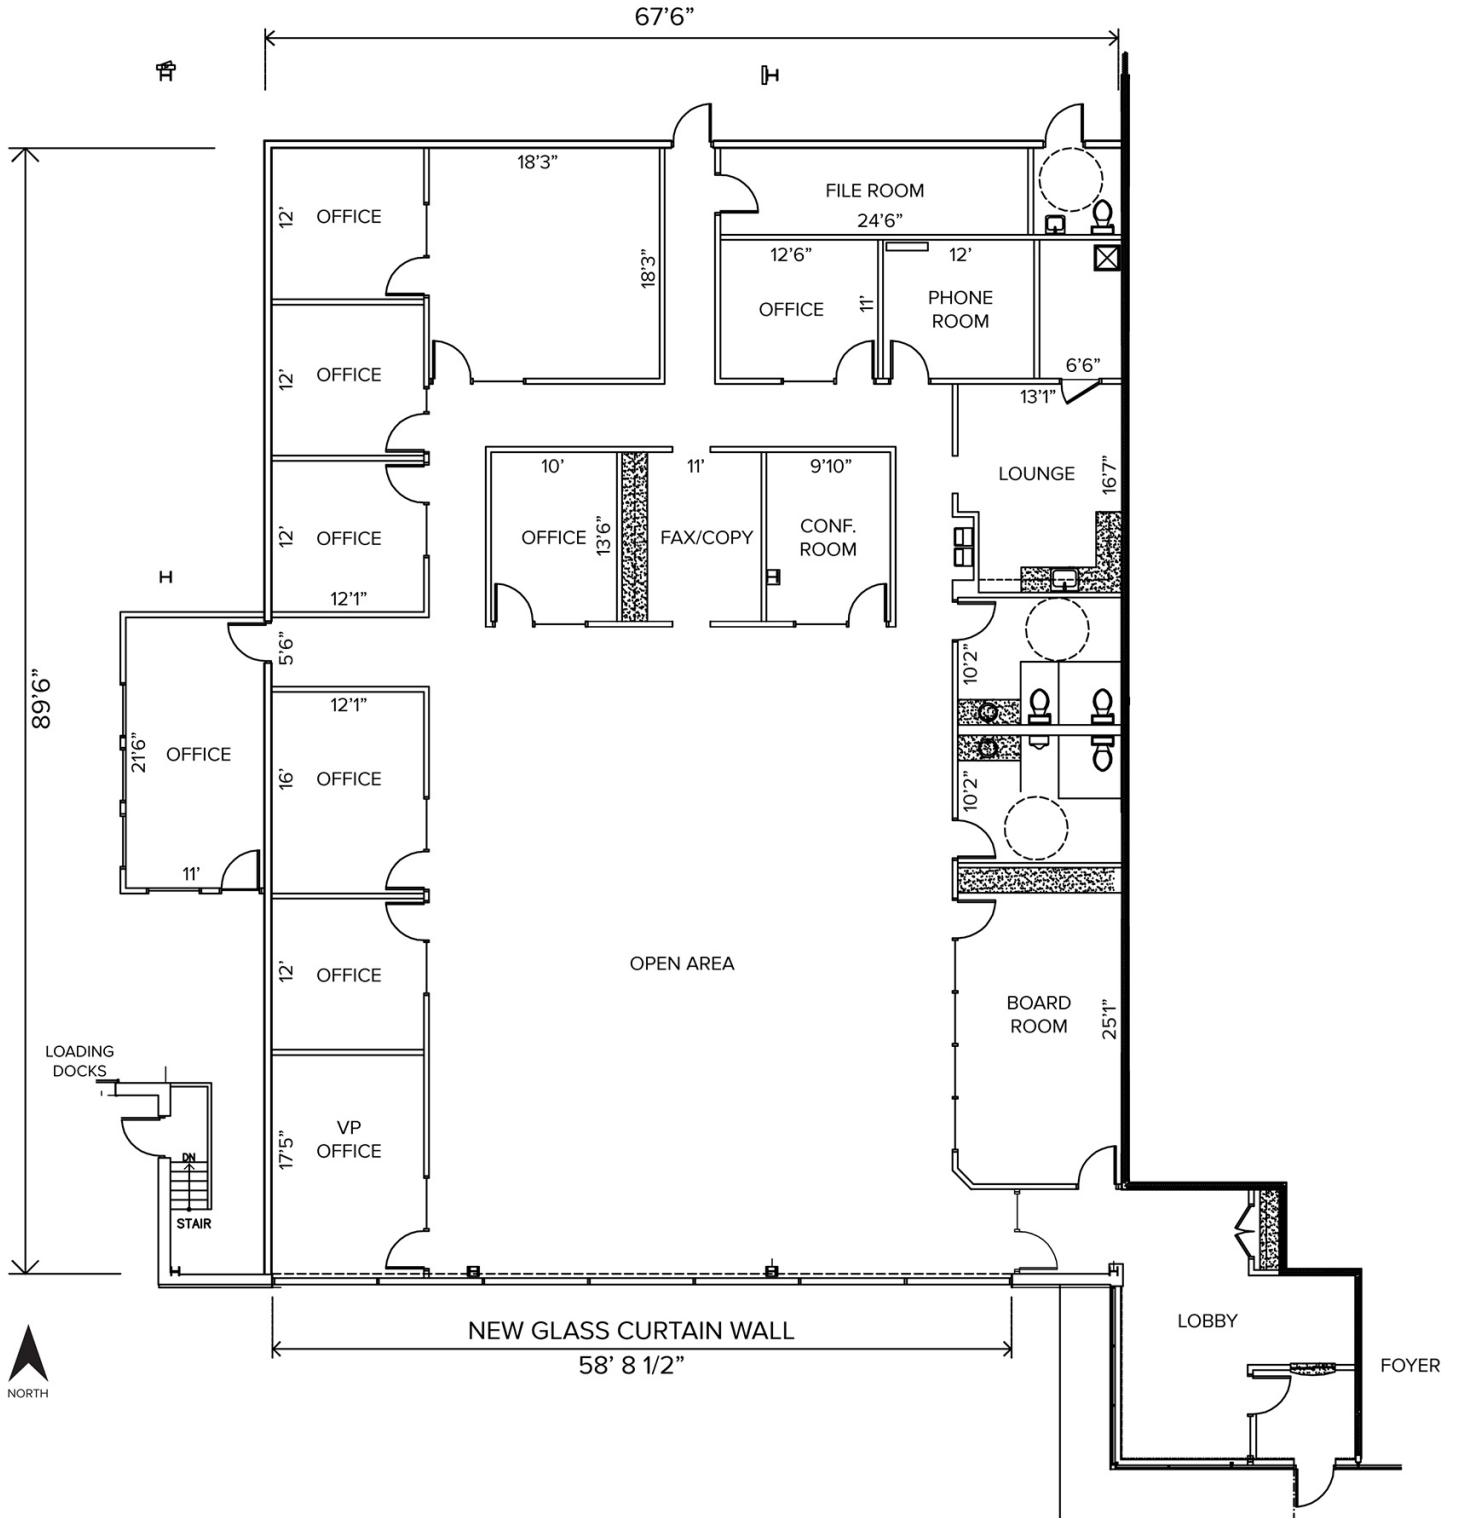 67'6"
18'3"
12'
OFFICE
18'3"
FILE ROOM
24'6"
12'6"
12'
OFFICE
11'
PHONE
ROOM
6'6"
12'
OFFICE
13'1"
LOUNGE
16'7"
10'
11'
9'10"
12'
OFFICE
OFFICE
13'6"
FAX/COPY
CONF.
ROOM
12'1"
5'6"
10'2"
89'6"
12'1"
21'6"
OFFICE
16'
OFFICE
10'2"
11'
OPEN AREA
12'
OFFICE
BOARD
ROOM
25'1"
LOADING
DOCKS
17'5"
VP
OFFICE
DN
STAIR
NEW GLASS CURTAIN WALL
58' 8 1/2"
LOBBY
FOYER
NORTH